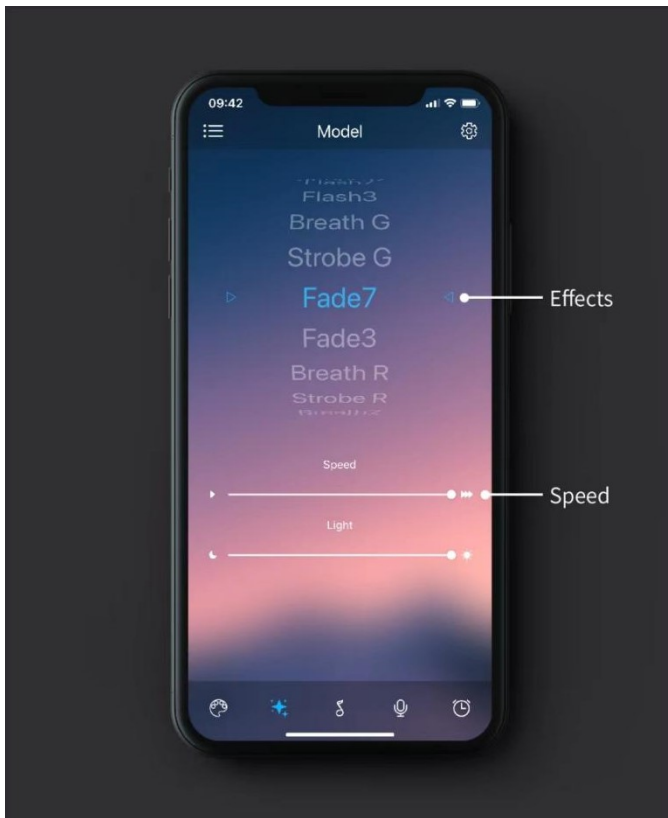 09:42
Model
Flash3
Breath G
Strobe G
Fade7
Effects
Fade3
Breath R
Strobe R
Speed
Speed
Light